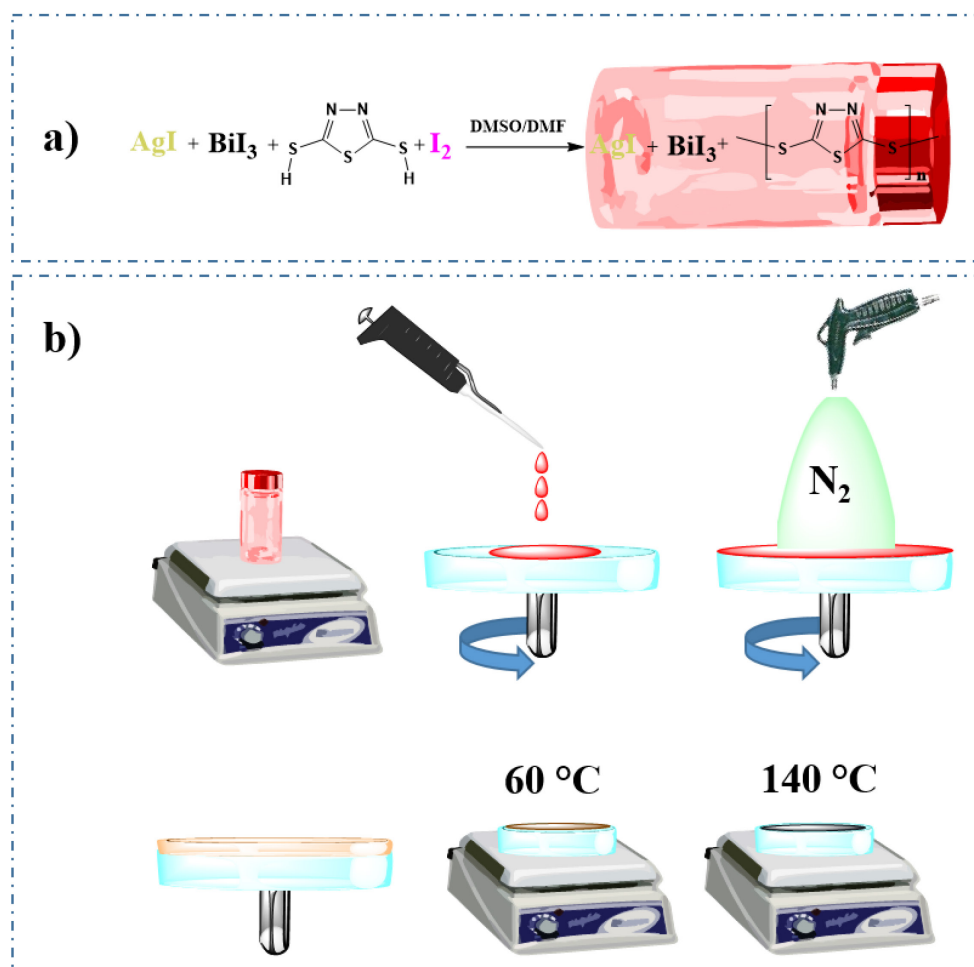 a)
AgI + BiI₃ + H S N N S S H + I₂ DMSO/DMF AgI + BiI₃ + [ S N N S S ]n
b)
N₂
60 °C
140 °C